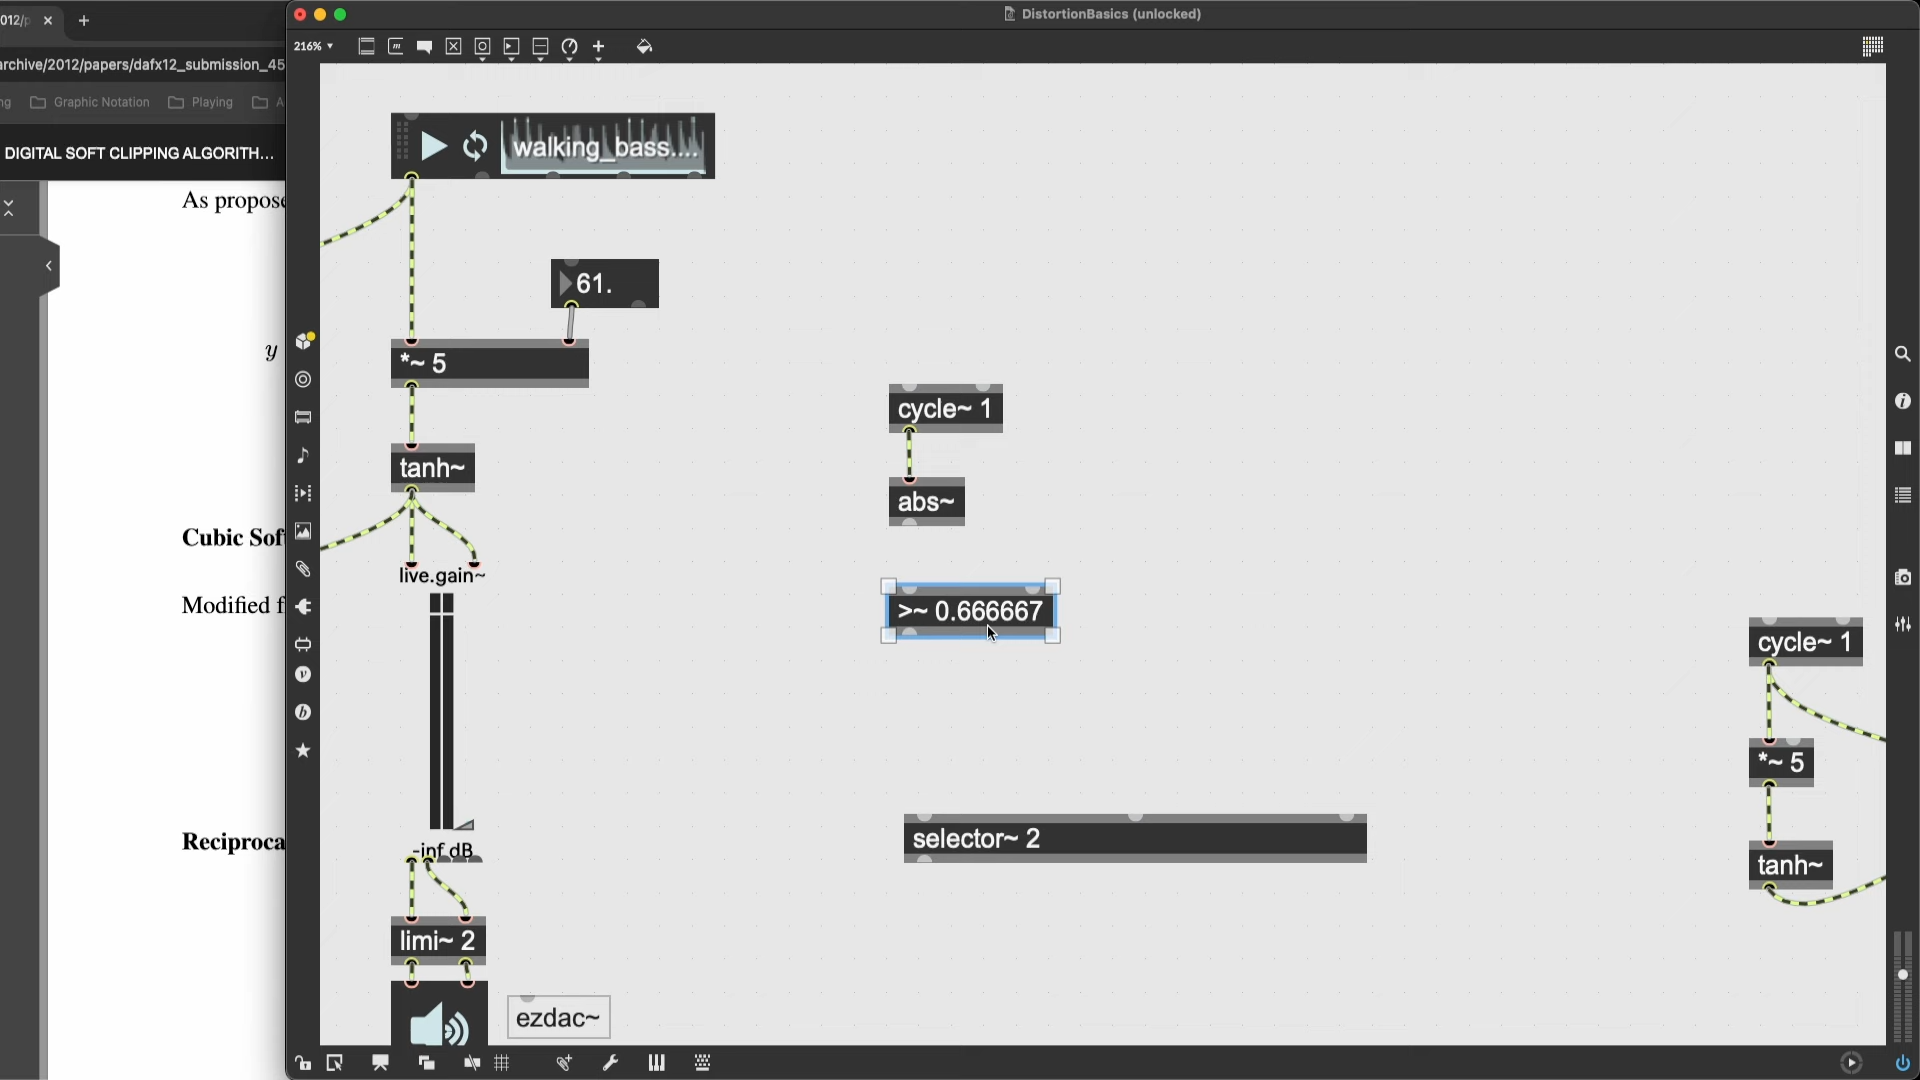 012/p
DistortionBasics (unlocked)
216%
archive/2012/papers/dafx12_submission_45
ng
Graphic Notation
Playing
A
DIGITAL SOFT CLIPPING ALGORITH...
walking_bass....
As propose
61.
y
*~ 5
cycle~ 1
tanh~
abs~
Cubic Sof
live.gain~
Modified f
>~ 0.666667
cycle~ 1
*~ 5
selector~ 2
Reciproca
-inf dB
tanh~
limi~ 2
ezdac~